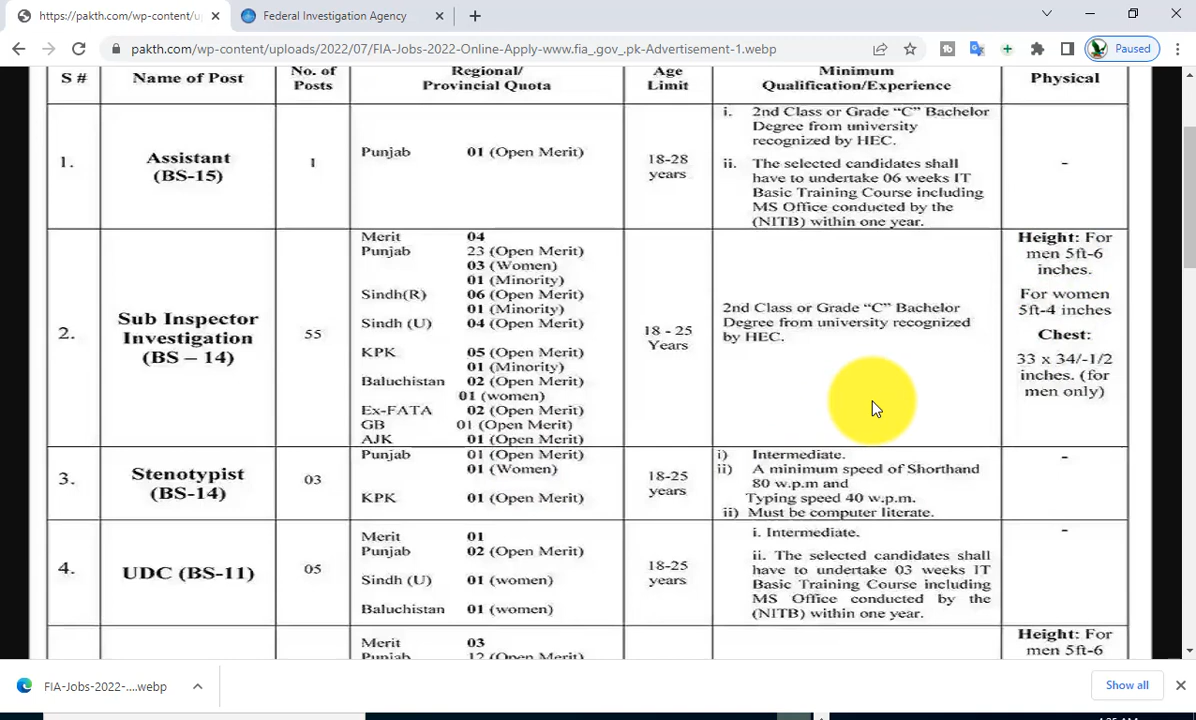 https://pakth.com/wp-content/u
Federal Investigation Agency
pakth.com/wp-content/uploads/2022/07/FIA-Jobs-2022-Online-Apply-www.fia_.gov_.pk-Advertisement-1.webp
Paused
S #
Name of Post
No. of
Posts
Regional/
Provincial Quota
Age
Limit
Minimum
Qualification/Experience
Physical
1.
Assistant
(BS-15)
1
Punjab 01 (Open Merit)
18-28
years
i. 2nd Class or Grade “C” Bachelor
Degree from university
recognized by HEC.
ii. The selected candidates shall
have to undertake 06 weeks IT
Basic Training Course including
MS Office conducted by the
(NITB) within one year.
-
2.
Sub Inspector
Investigation
(BS – 14)
55
Merit 04
Punjab 23 (Open Merit)
03 (Women)
01 (Minority)
Sindh(R) 06 (Open Merit)
01 (Minority)
Sindh (U) 04 (Open Merit)
KPK 05 (Open Merit)
01 (Minority)
Baluchistan 02 (Open Merit)
01 (women)
Ex-FATA 02 (Open Merit)
GB 01 (Open Merit)
AJK 01 (Open Merit)
18 - 25
Years
2nd Class or Grade “C” Bachelor
Degree from university recognized
by HEC.
Height: For
men 5ft-6
inches.
For women
5ft-4 inches
Chest:
33 x 34/-1/2
inches. (for
men only)
3.
Stenotypist
(BS-14)
03
Punjab 01 (Open Merit)
01 (Women)
KPK 01 (Open Merit)
18-25
years
i) Intermediate.
ii) A minimum speed of Shorthand
80 w.p.m and
Typing speed 40 w.p.m.
ii) Must be computer literate.
-
4.
UDC (BS-11)
05
Merit 01
Punjab 02 (Open Merit)
Sindh (U) 01 (women)
Baluchistan 01 (women)
18-25
years
i. Intermediate.
ii. The selected candidates shall
have to undertake 03 weeks IT
Basic Training Course including
MS Office conducted by the
(NITB) within one year.
-
Merit 03
Punjab 12 (Open Merit)
Height: For
men 5ft-6
FIA-Jobs-2022-....webp
Show all